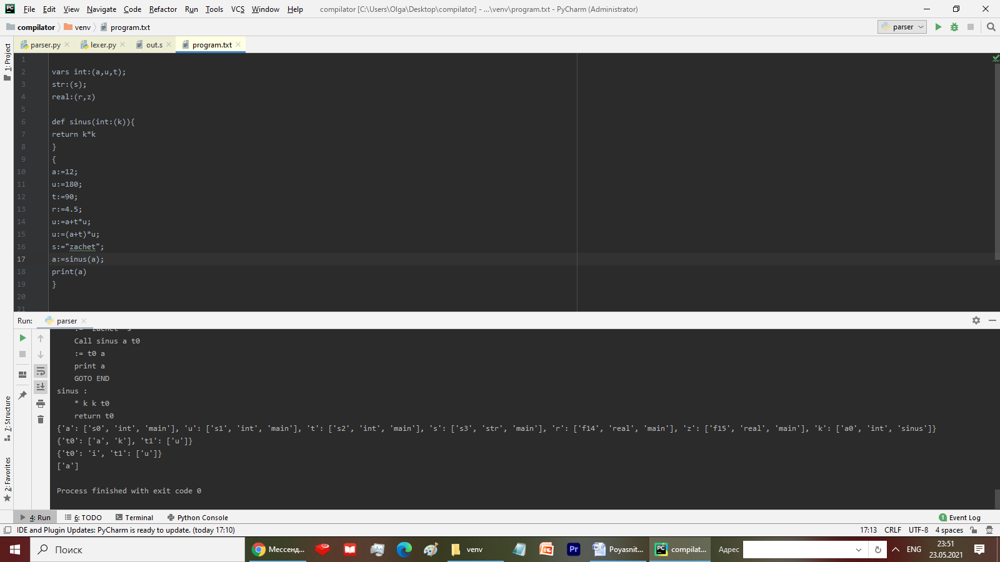 PC File Edit View Navigate Code Refactor Run Tools VCS Window Help compilator [C:\Users\Olga\Desktop\compilator] - ...\venv\program.txt - PyCharm (Administrator)
compilator venv program.txt parser
parser.py lexer.py out.s program.txt
1: Project
7: Structure
2: Favorites
1
2 vars int:(a,u,t);
3 str:(s);
4 real:(r,z)
5
6 def sinus(int:(k)){
7 return k*k
8 }
9 {
10 a:=12;
11 u:=180;
12 t:=90;
13 r:=4.5;
14 u:=a+t*u;
15 u:=(a+t)*u;
16 s:="zachet";
17 a:=sinus(a);
18 print(a)
19 }
20
21
Run: parser
Call sinus a t0
:= t0 a
print a
GOTO END
sinus :
* k k t0
return t0
{'a': ['s0', 'int', 'main'], 'u': ['s1', 'int', 'main'], 't': ['s2', 'int', 'main'], 's': ['s3', 'str', 'main'], 'r': ['f14', 'real', 'main'], 'z': ['f15', 'real', 'main'], 'k': ['a0', 'int', 'sinus']}
{'t0': ['a', 'k'], 't1': ['u']}
{'t0': 'i', 't1': ['u']}
['a']
Process finished with exit code 0
4: Run 6: TODO Terminal Python Console 1 Event Log
IDE and Plugin Updates: PyCharm is ready to update. (today 17:10) 17:13 CRLF UTF-8 4 spaces
Поиск Мессенд... venv Pr Poyasnit... PC compilat... Адрес ENG 23:51
23.05.2021